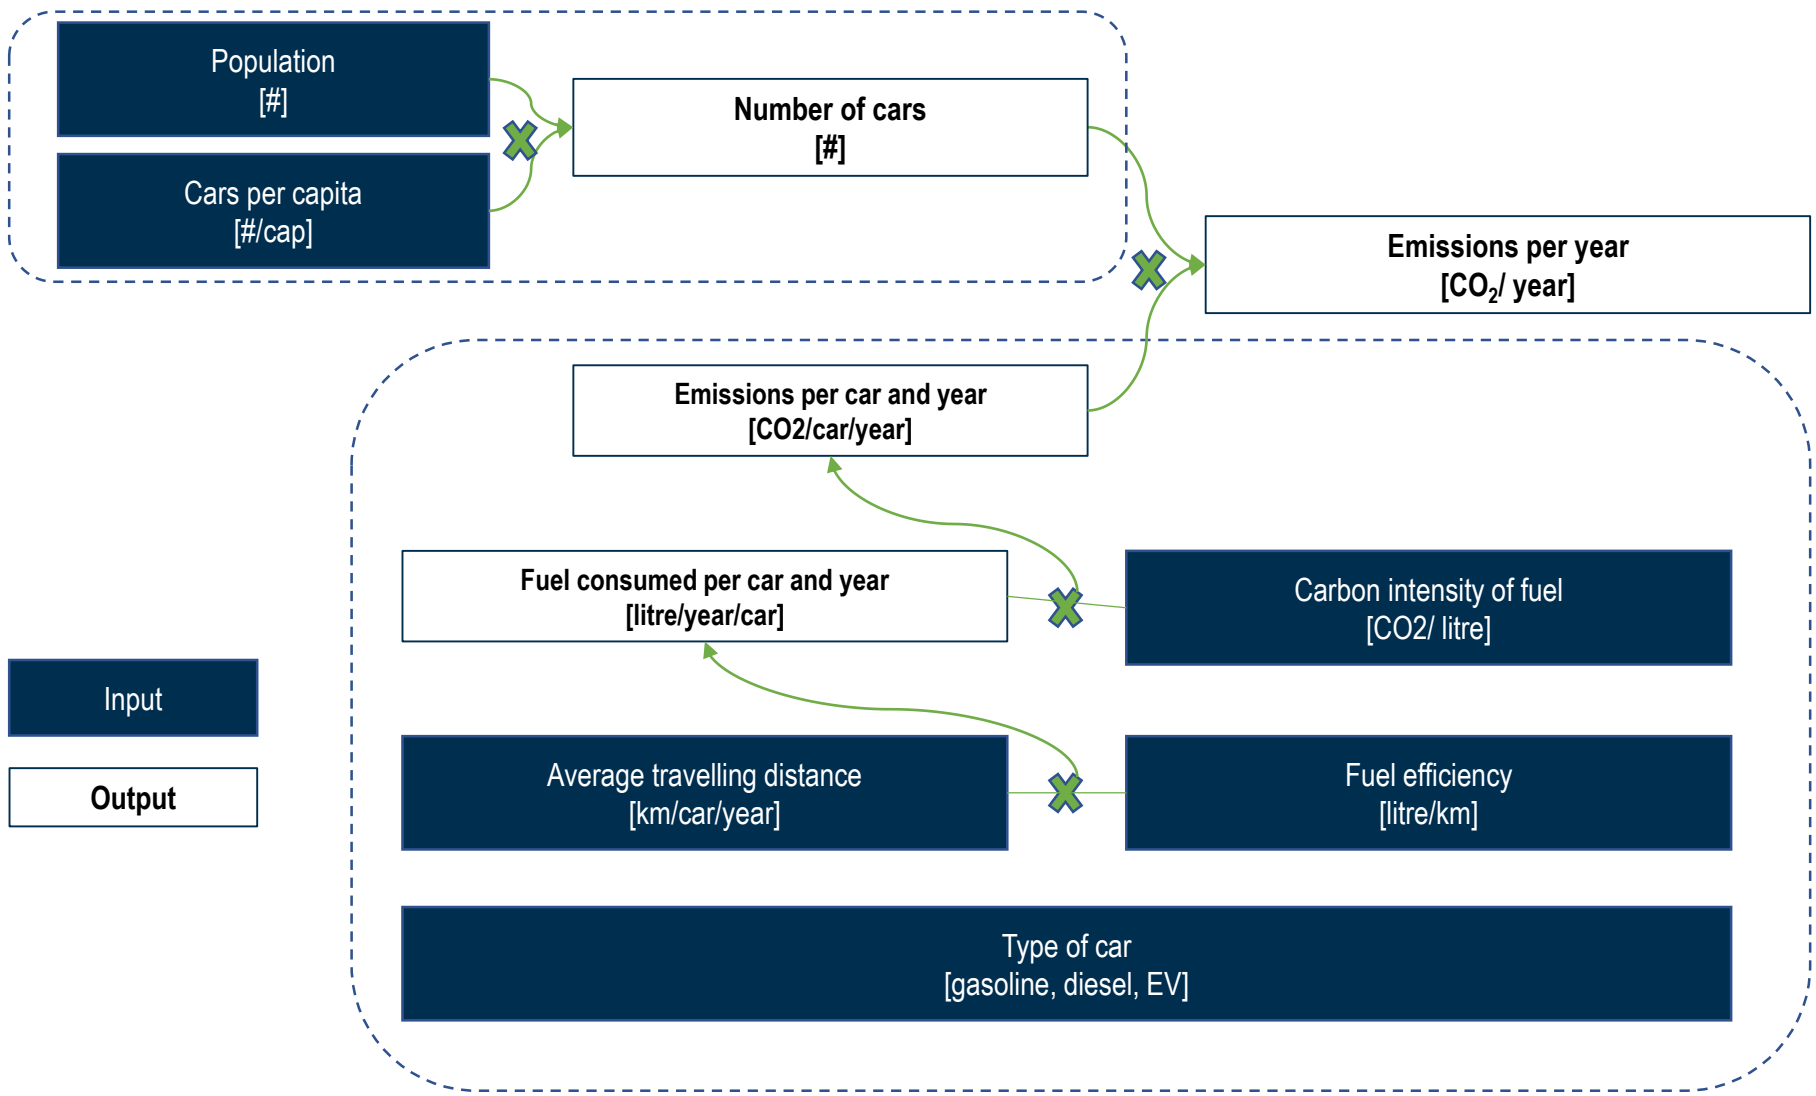 Population
[#]
Cars per capita
[#/cap]
Number of cars
[#]
Emissions per year
[CO₂/ year]
Emissions per car and year
[CO2/car/year]
Fuel consumed per car and year
[litre/year/car]
Carbon intensity of fuel
[CO2/ litre]
Input
Output
Average travelling distance
[km/car/year]
Fuel efficiency
[litre/km]
Type of car
[gasoline, diesel, EV]